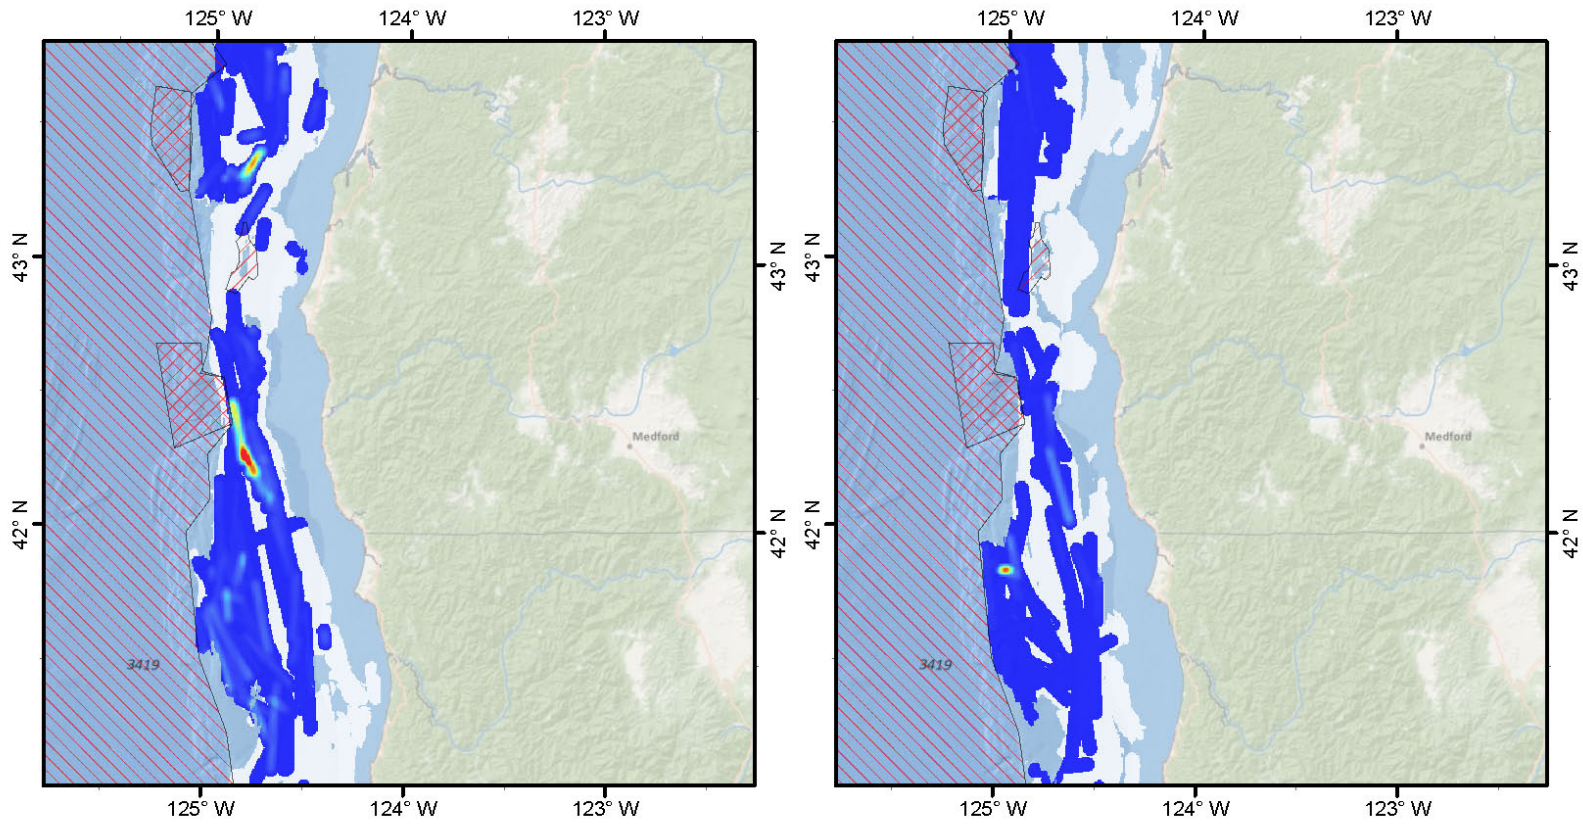 125° W 124° W 123° W 125° W 124° W 123° W
43° N 43° N 43° N 43° N
Medford Medford
42° N 42° N 42° N 42° N
3419 3419
125° W 124° W 123° W 125° W 124° W 123° W